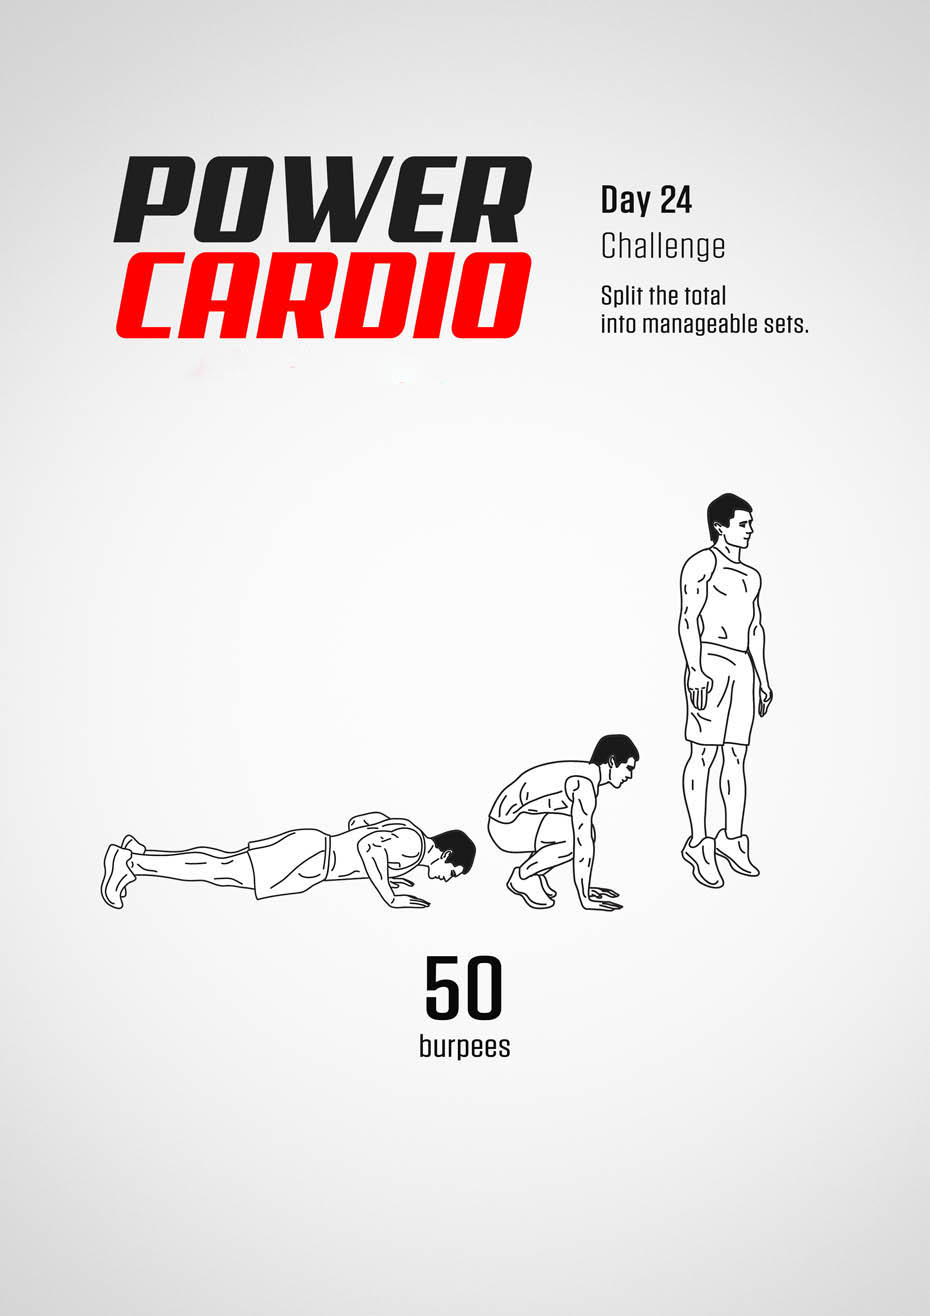 POWER
CARDIO
Day 24
Challenge
Split the total
into manageable sets.
50
burpees